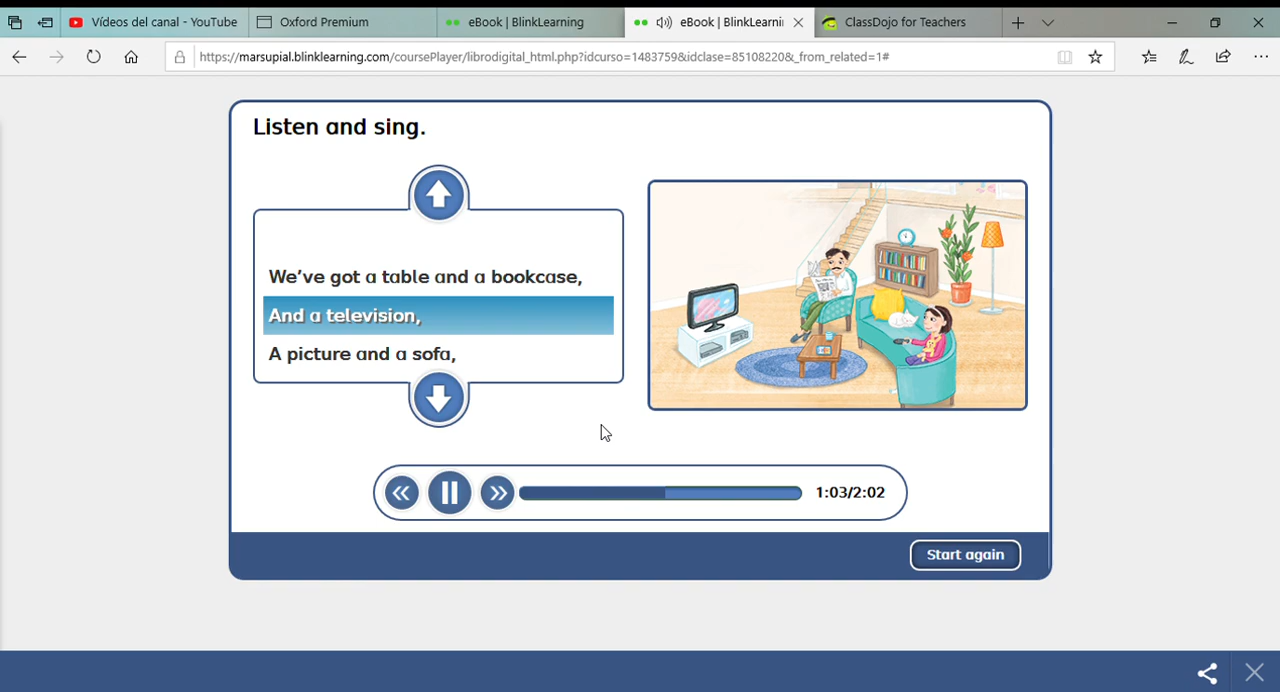 Vídeos del canal - YouTube
Oxford Premium
eBook | BlinkLearning
eBook | BlinkLearni
ClassDojo for Teachers
https://marsupial.blinklearning.com/coursePlayer/librodigital_html.php?idcurso=1483759&idclase=85108220&_from_related=1#
Listen and sing.
We've got a table and a bookcase,
And a television,
A picture and a sofa,
1:03/2:02
Start again